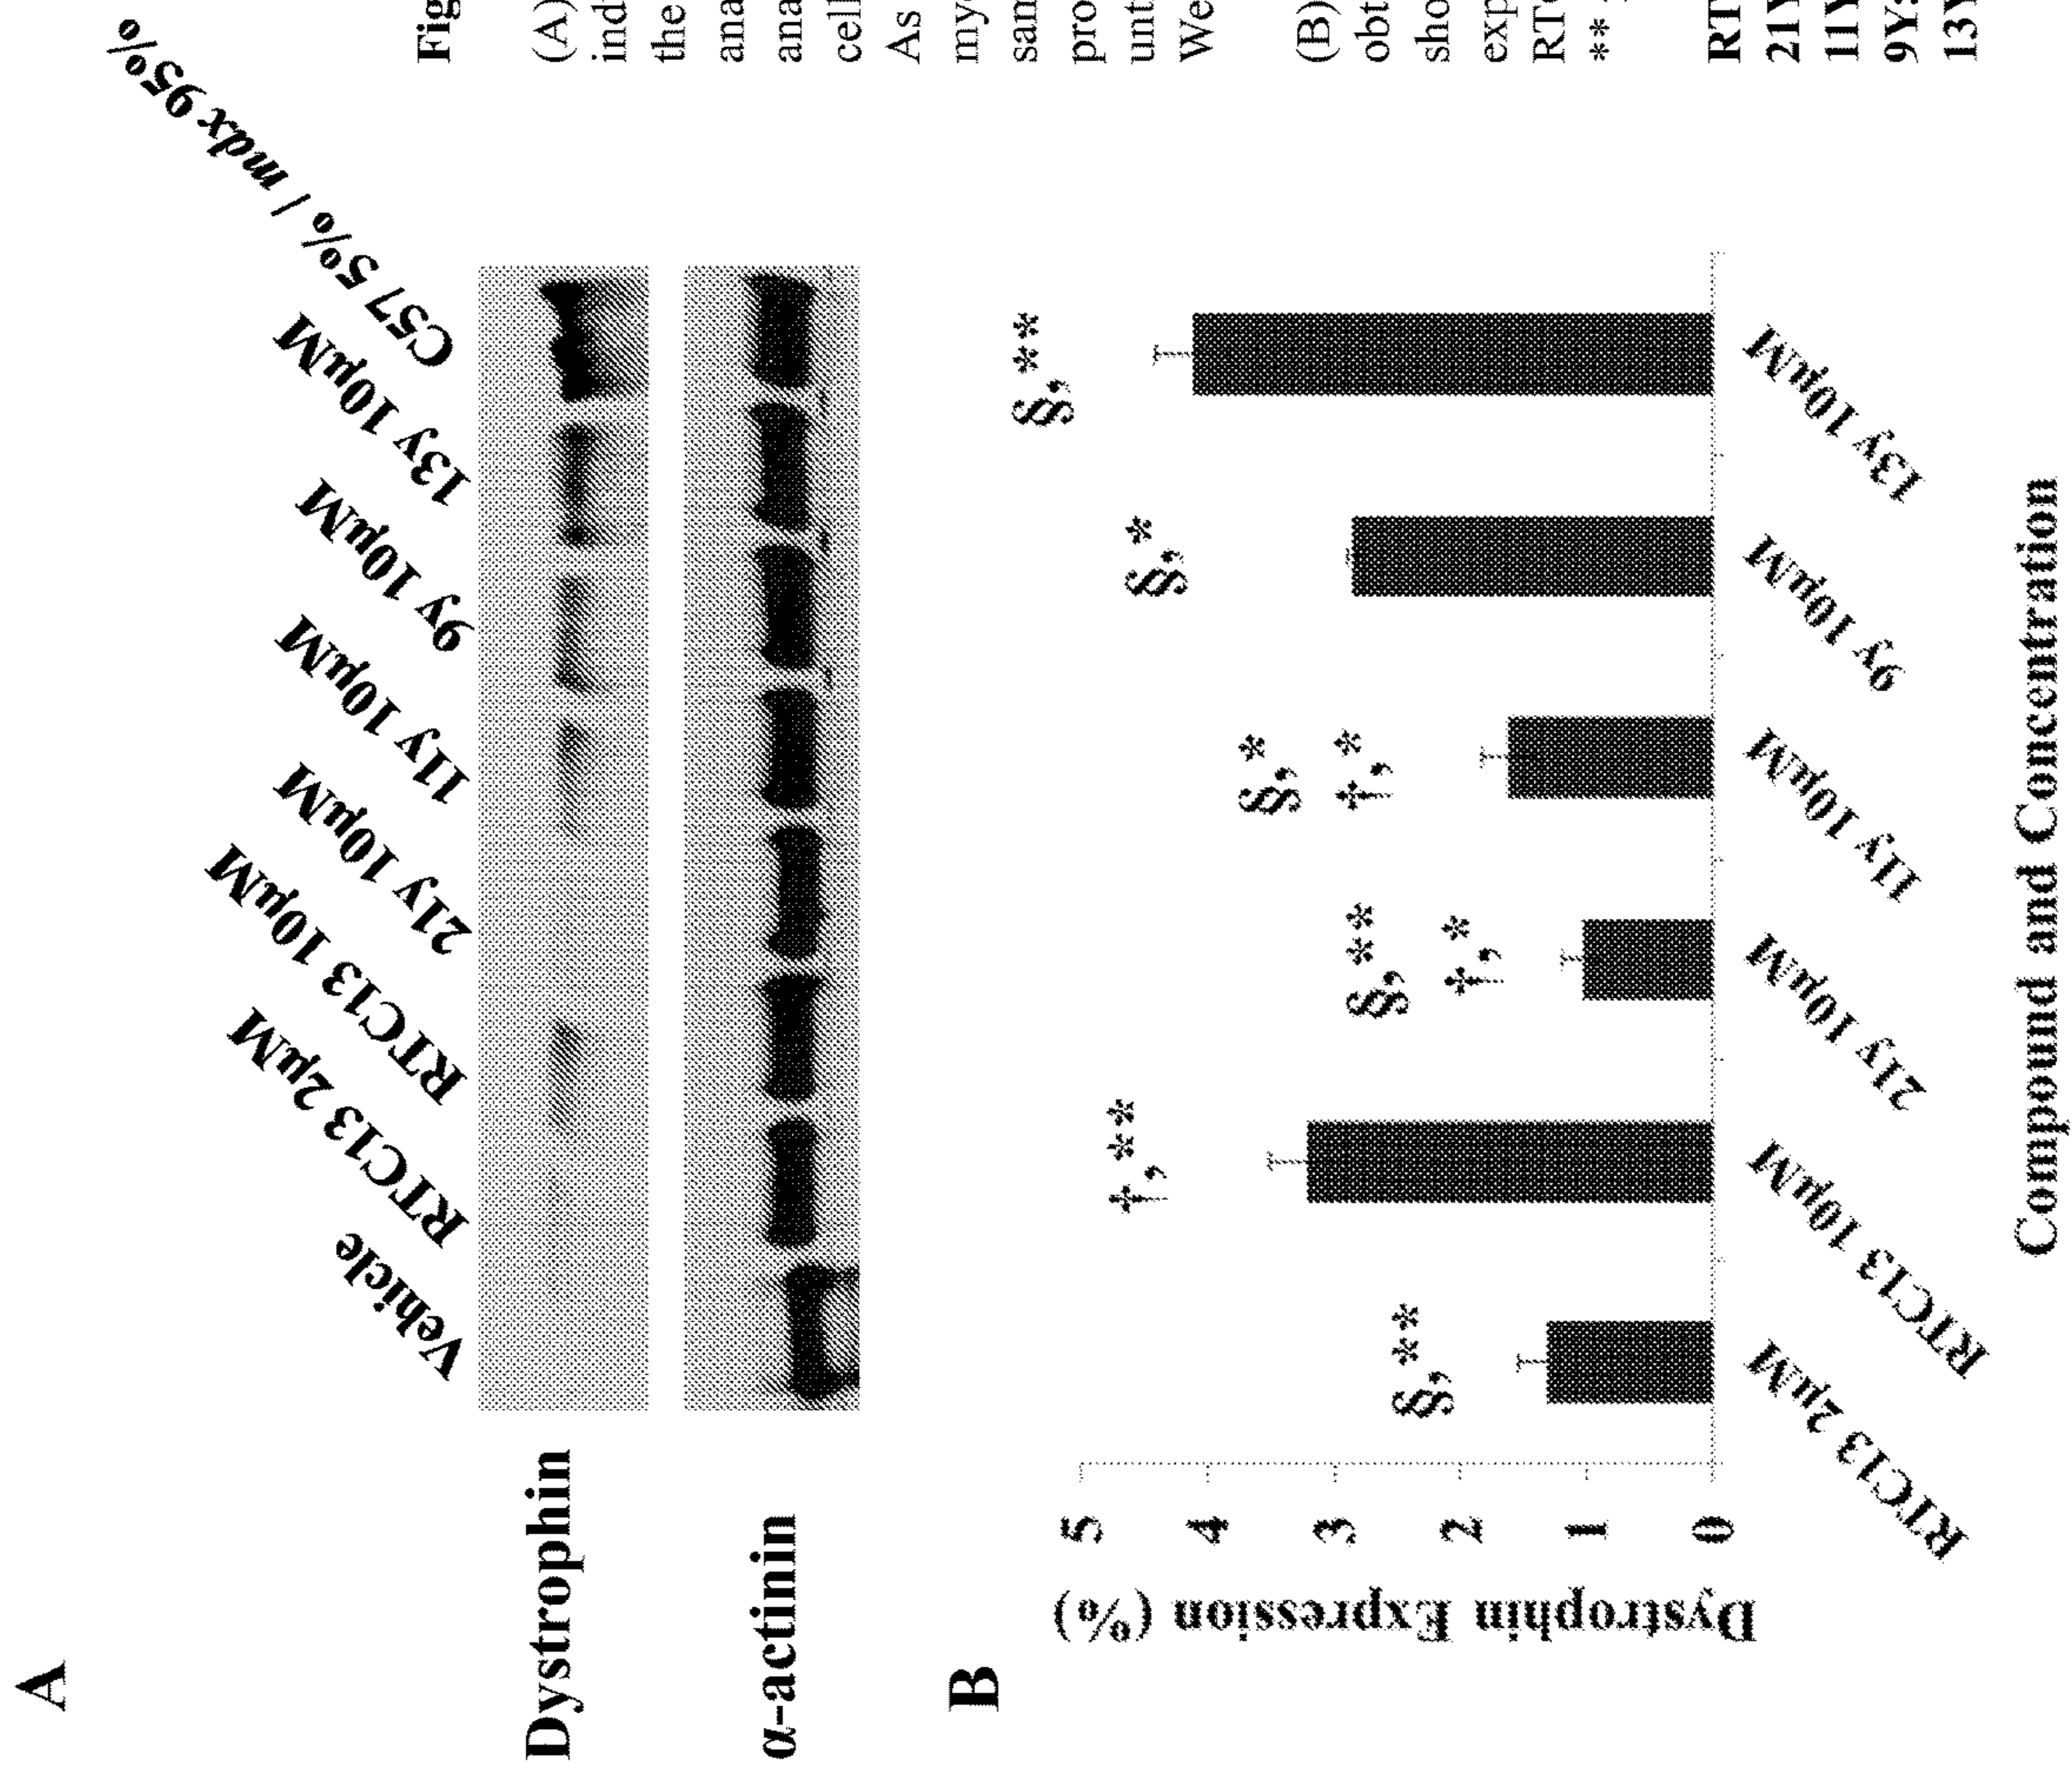 A
Vehicle
RTC13 2µM
RTC13 10µM
21y 10µM
11y 10µM
9y 10µM
13y 10µM
C57 5% / mdx 95%
Dystrophin
α-actinin
B
Dystrophin Expression (%)
5
4
3
2
1
0
§,**
†,**
§,**
†,*
§,*
†,*
§,*
§,**
RTC13 2µM
RTC13 10µM
21y 10µM
11y 10µM
9y 10µM
13y 10µM
Compound and Concentration
Fig
(A)
ind
the
ana
ana
cell
As
my
sam
pro
unt
We
(B)
obt
sho
exp
RT
**
RT
21Y
11Y
9Y:
13Y